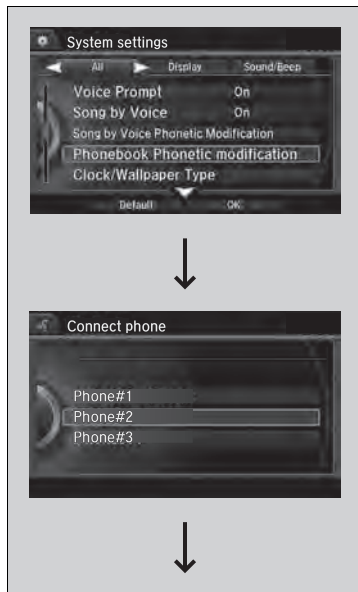 System settings
All Display Sound/Beep
Voice Prompt On
Song by Voice On
Song by Voice Phonetic Modification
Phonebook Phonetic modification
Clock/Wallpaper Type
Default OK
Connect phone
Phone#1
Phone#2
Phone#3